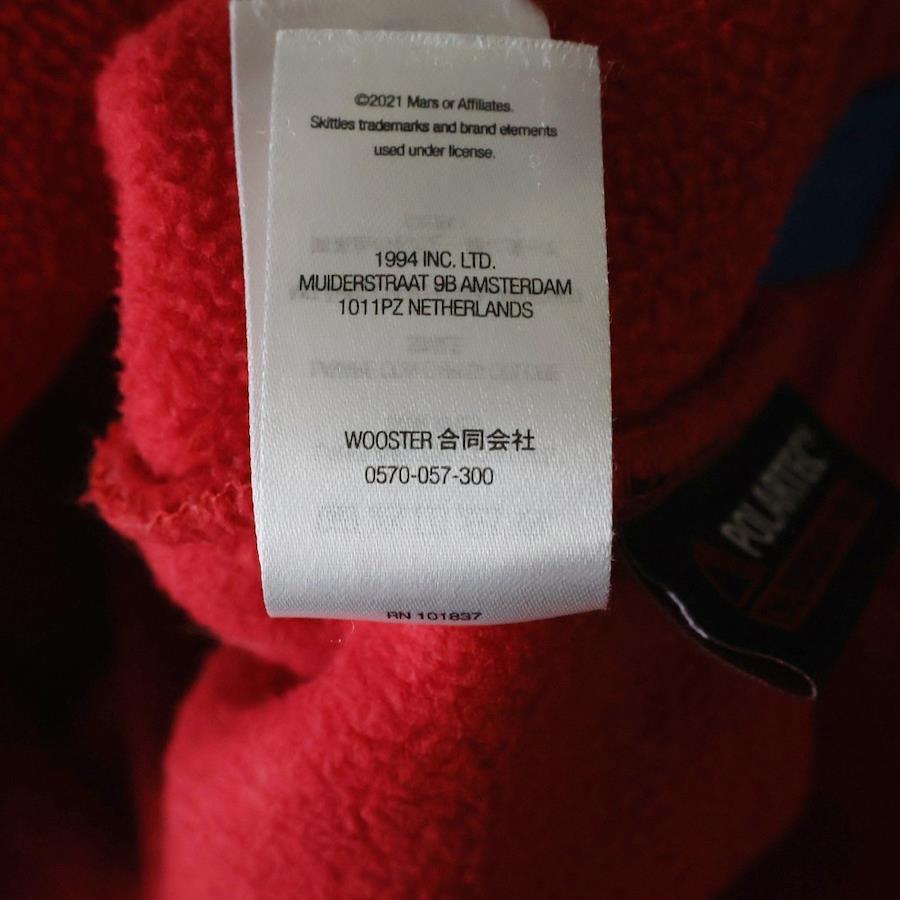 ©2021 Mars or Affiliates.
Skittles trademarks and brand elements
used under license.
1994 INC. LTD.
MUIDERSTRAAT 9B AMSTERDAM
1011PZ NETHERLANDS
WOOSTER 合同会社
0570-057-300
RN 101837
POLARTEC